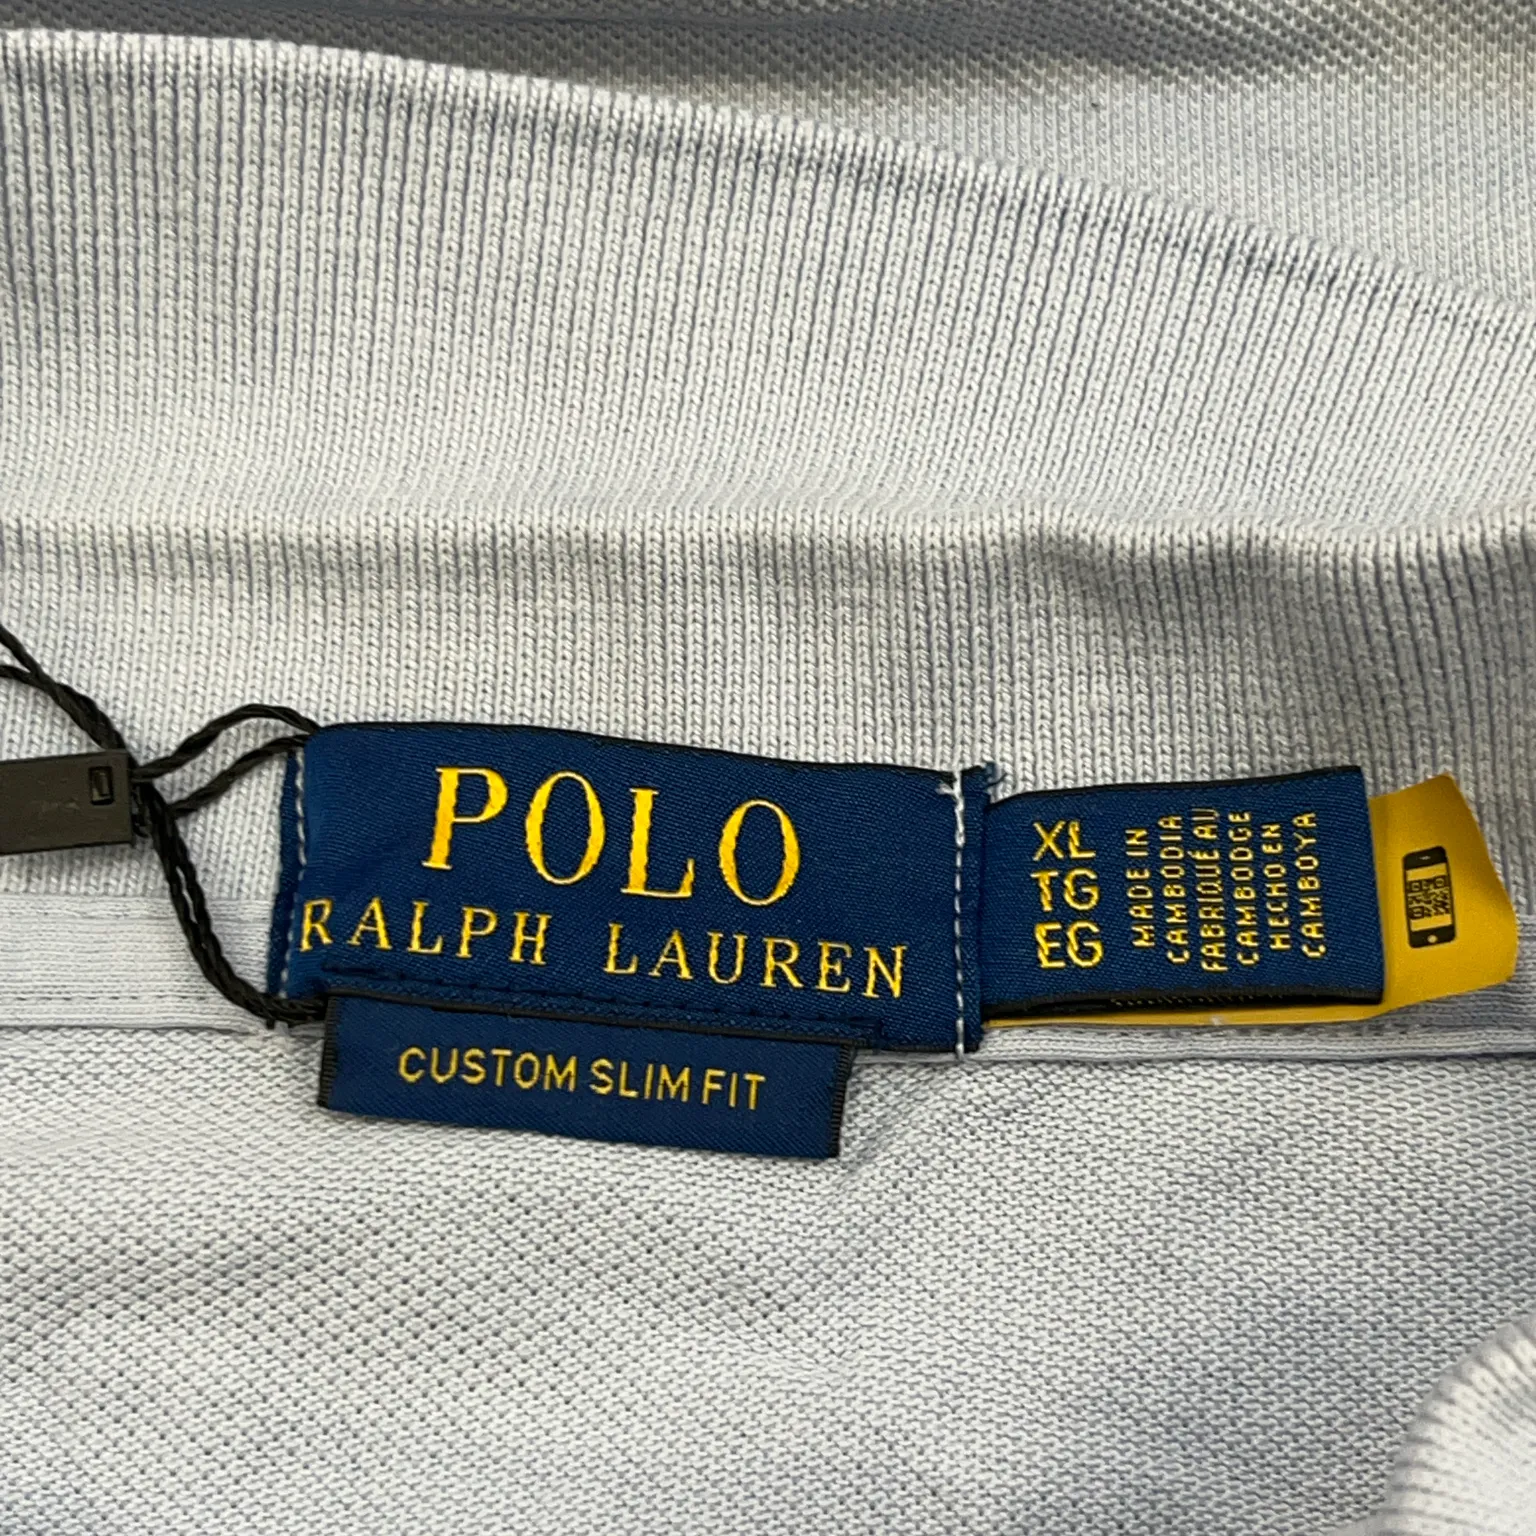 POLO
RALPH LAUREN
CUSTOM SLIM FIT
XL
TG
EG
MADE IN
CAMBODIA
FABRIQUÉ AU
CAMBODGE
HECHO EN
CAMBOYA